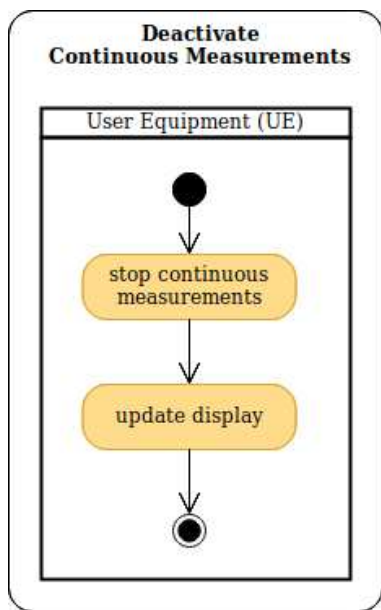 Deactivate
Continuous Measurements
User Equipment (UE)
stop continuous
measurements
update display